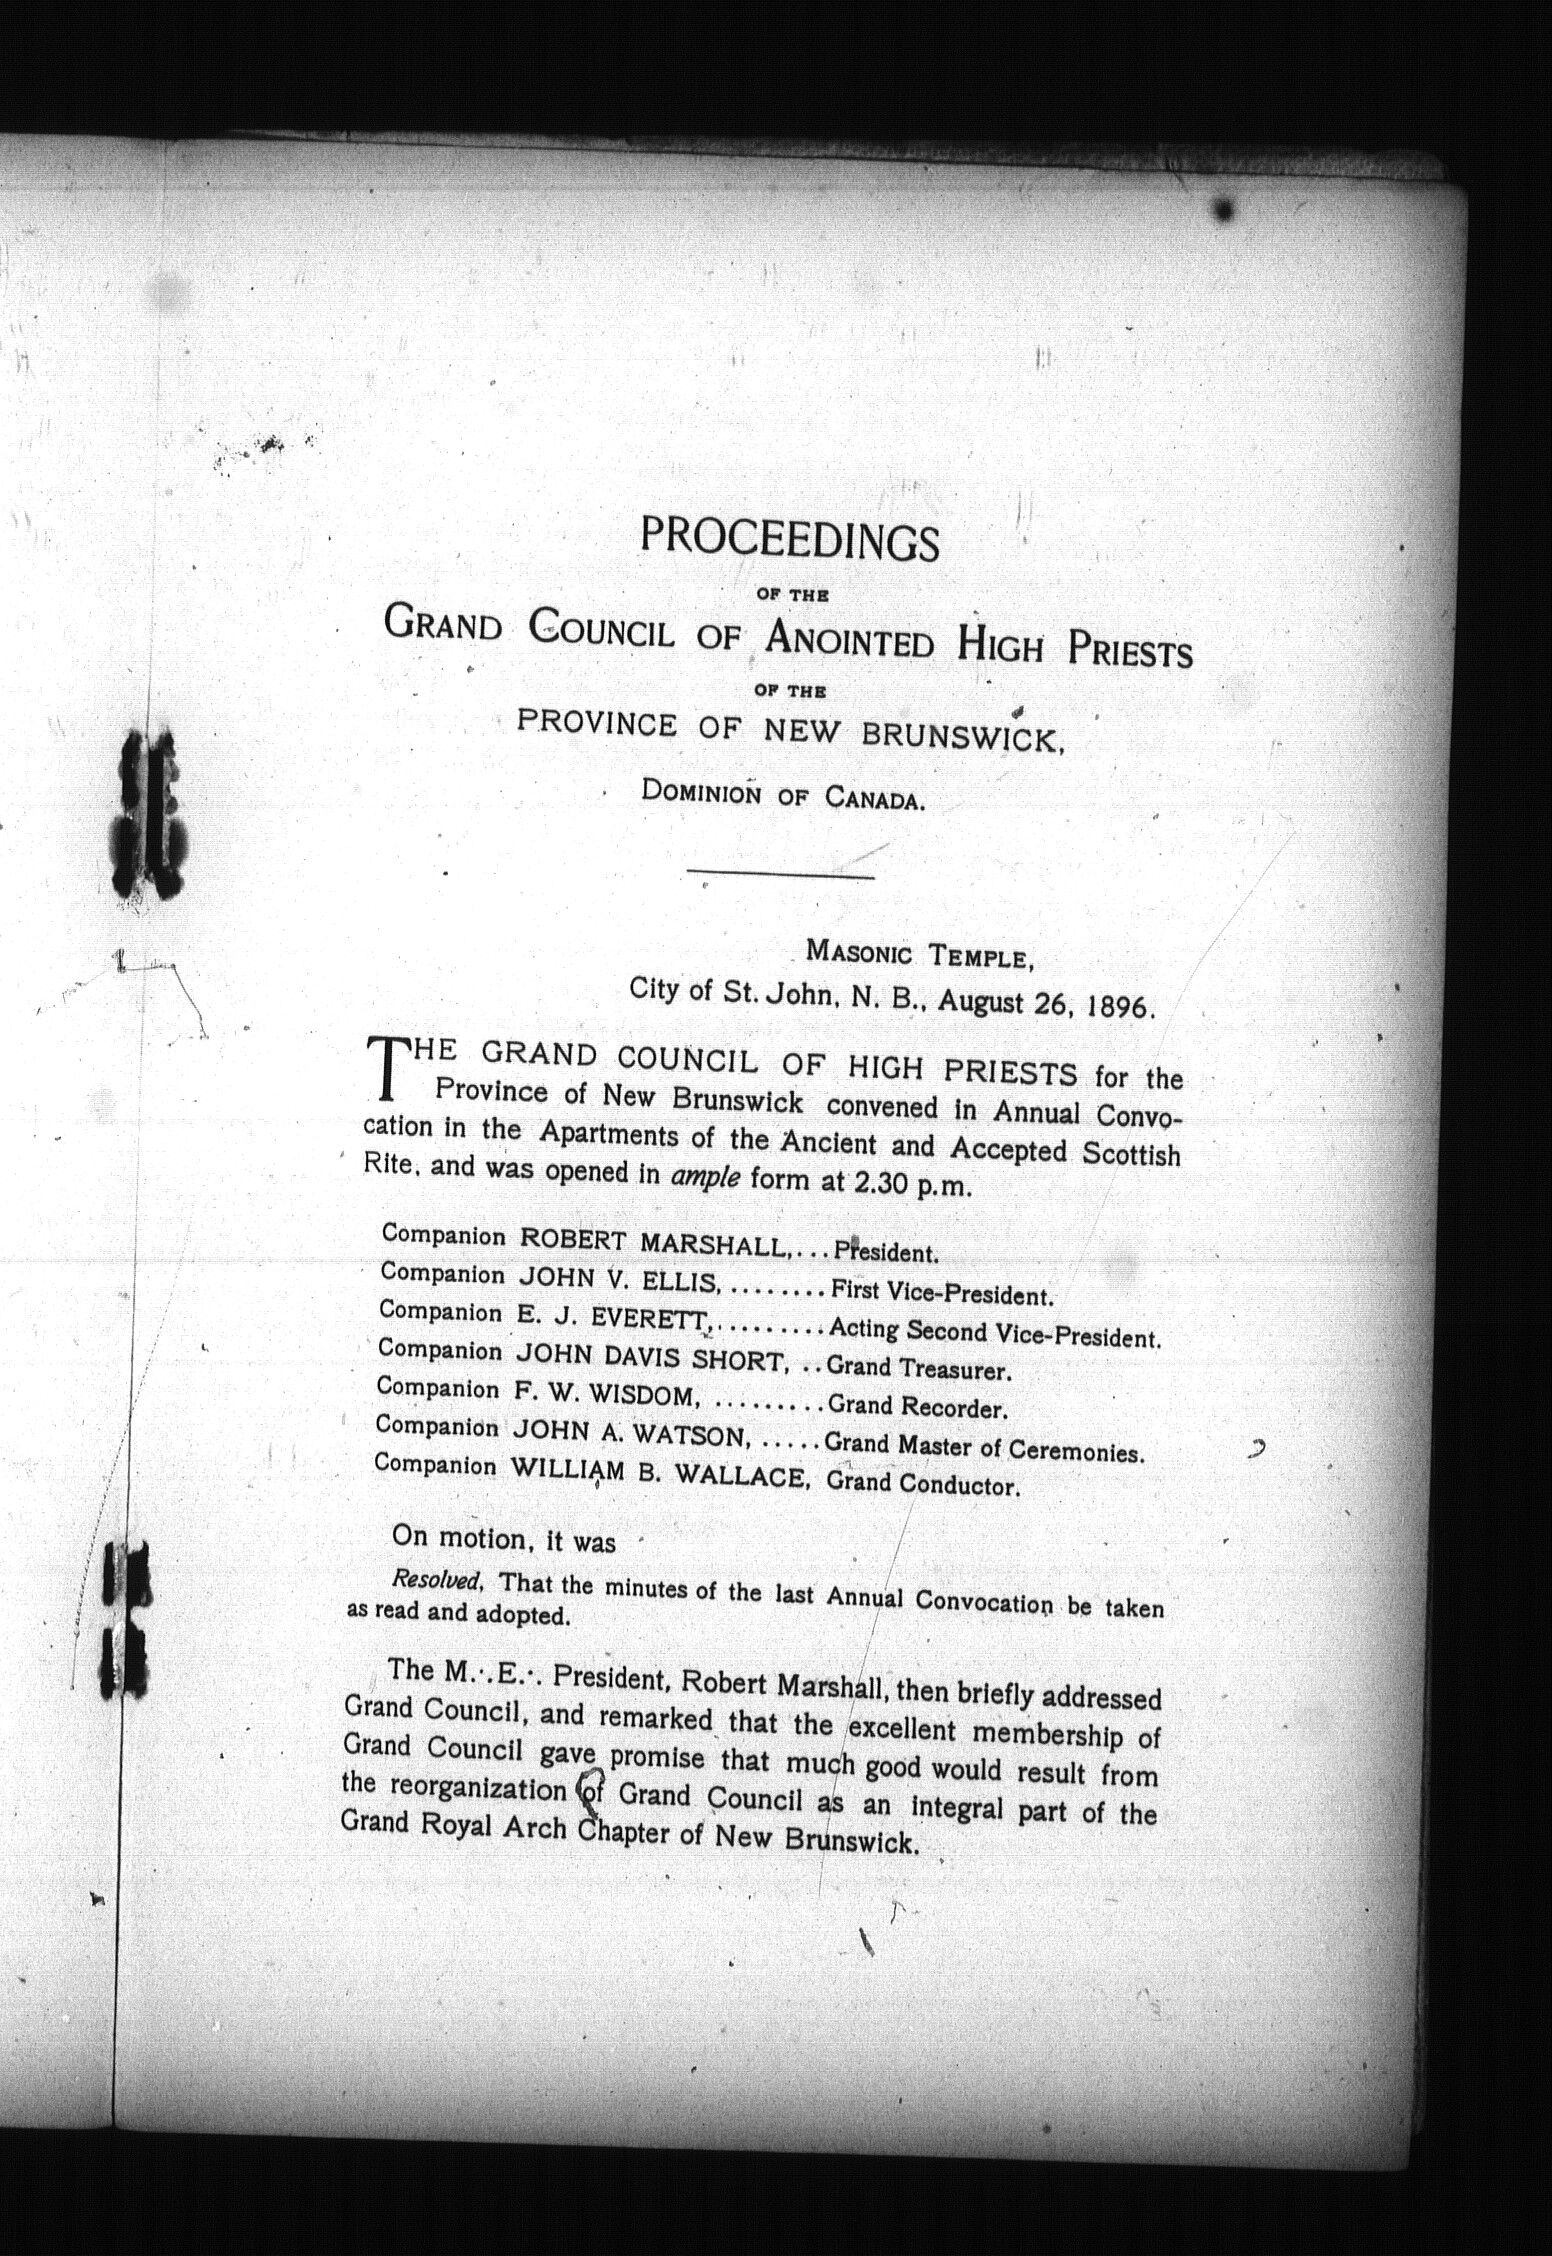 PROCEEDINGS
OF THE
GRAND COUNCIL OF ANOINTED HIGH PRIESTS
OF THE
PROVINCE OF NEW BRUNSWICK,
DOMINION OF CANADA.
MASONIC TEMPLE,
City of St. John, N. B., August 26, 1896.
THE GRAND COUNCIL OF HIGH PRIESTS for the
Province of New Brunswick convened in Annual Convo-
cation in the Apartments of the Ancient and Accepted Scottish
Rite, and was opened in ample form at 2.30 p.m.
Companion ROBERT MARSHALL,... President.
Companion JOHN V. ELLIS, ......... First Vice-President.
Companion E. J. EVERETT,.......... Acting Second Vice-President.
Companion JOHN DAVIS SHORT, .. Grand Treasurer.
Companion F. W. WISDOM, ......... Grand Recorder.
Companion JOHN A. WATSON, ..... Grand Master of Ceremonies.
Companion WILLIAM B. WALLACE, Grand Conductor.
On motion, it was
Resolved, That the minutes of the last Annual Convocation be taken
as read and adopted.
The M.·.E.·. President, Robert Marshall, then briefly addressed
Grand Council, and remarked that the excellent membership of
Grand Council gave promise that much good would result from
the reorganization of Grand Council as an integral part of the
Grand Royal Arch Chapter of New Brunswick.